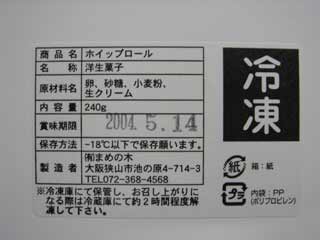 商品名 ホイップロール
名称 洋生菓子
原材料名 卵、砂糖、小麦粉、
生クリーム
内容量 240g
賞味期限 2004.5.14
保存方法 -18℃以下で保存願います。
製造者 ㈲まめの木
大阪狭山市池の原4-714-3
TEL072-368-4568
※冷凍庫にて保管し、お召し上がりに
なる際は冷蔵庫にて約2時間程度解
凍して下さい。
冷凍
紙 箱:紙
プラ 内袋:PP
(ポリプロピレン)